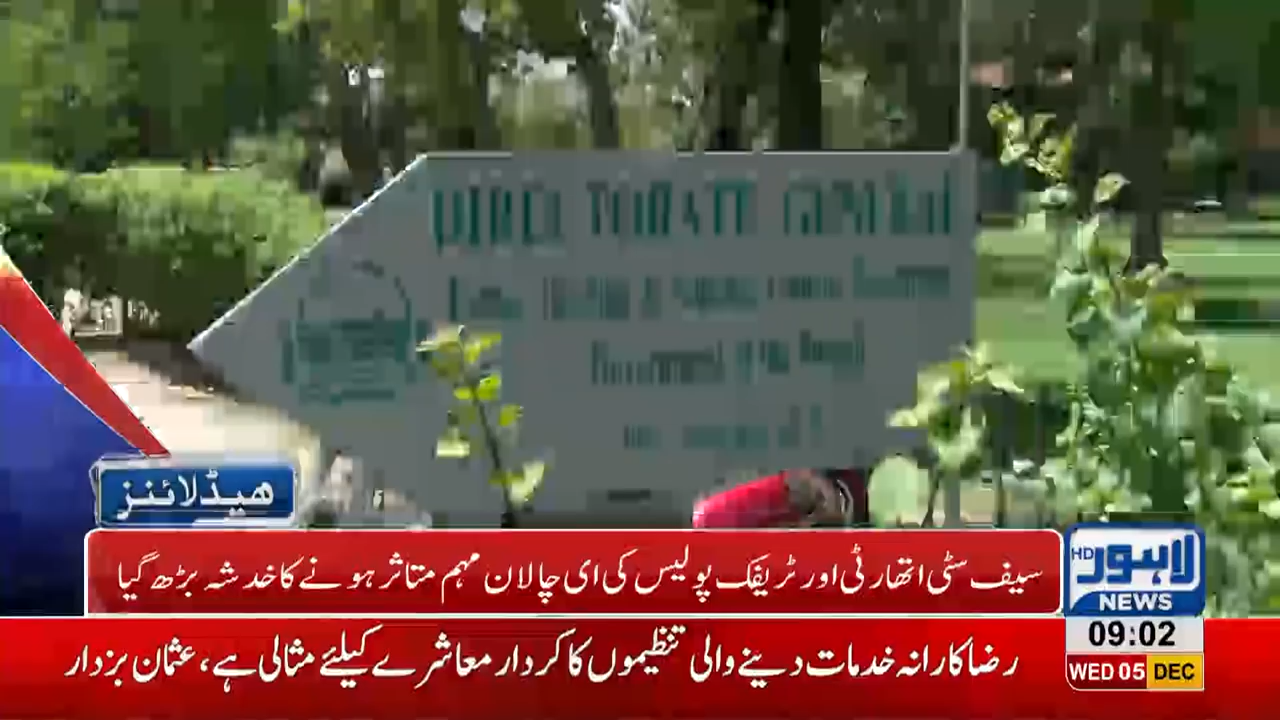 DIRECTORATE GENERAL
ہیڈلائنز
سیف سٹی اتھارٹی اور ٹریفک پولیس کی ای چالان مہم متاثر ہونے کا خدشہ بڑھ گیا
لاہور HD
NEWS
09:02
WED 05 DEC
رضاکارانہ خدمات دینے والی تنظیموں کا کردار معاشرے کیلئے مثالی ہے، عثمان بزدار